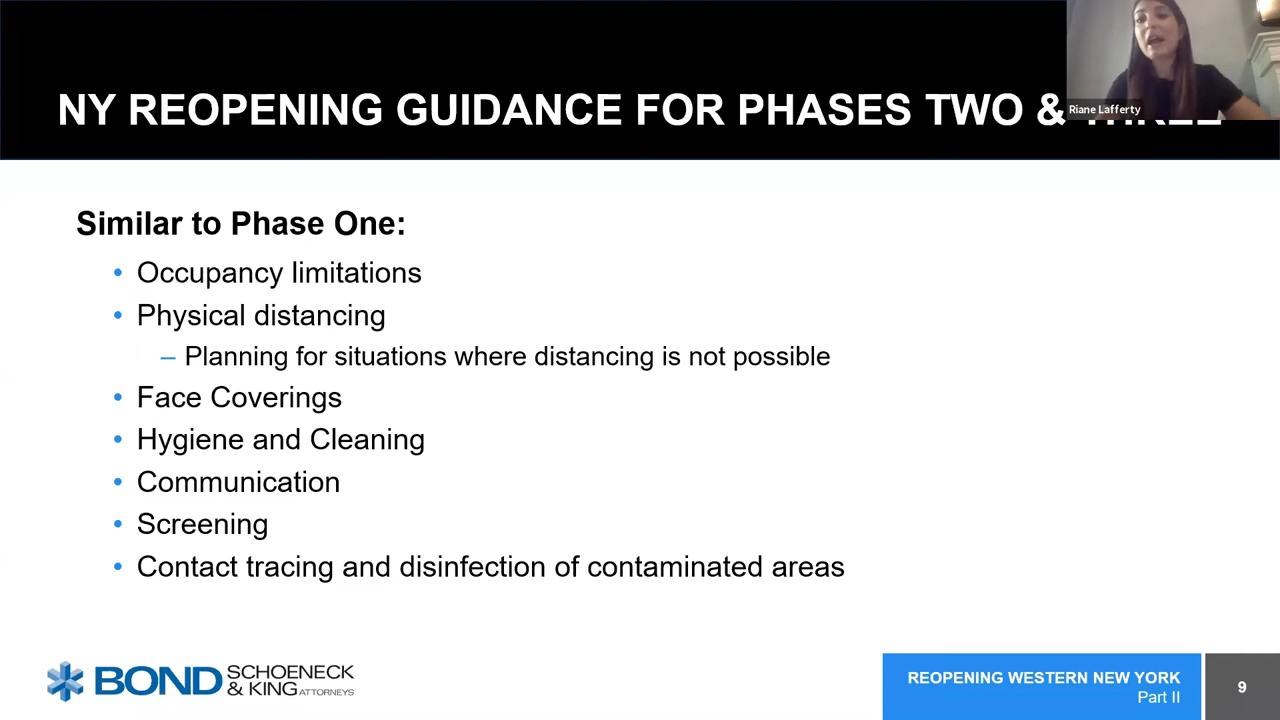 NY REOPENING GUIDANCE FOR PHASES TWO & THREE
Riane Lafferty
Similar to Phase One:
• Occupancy limitations
• Physical distancing
– Planning for situations where distancing is not possible
• Face Coverings
• Hygiene and Cleaning
• Communication
• Screening
• Contact tracing and disinfection of contaminated areas
BOND SCHOENECK
& KING ATTORNEYS
REOPENING WESTERN NEW YORK
Part II
9